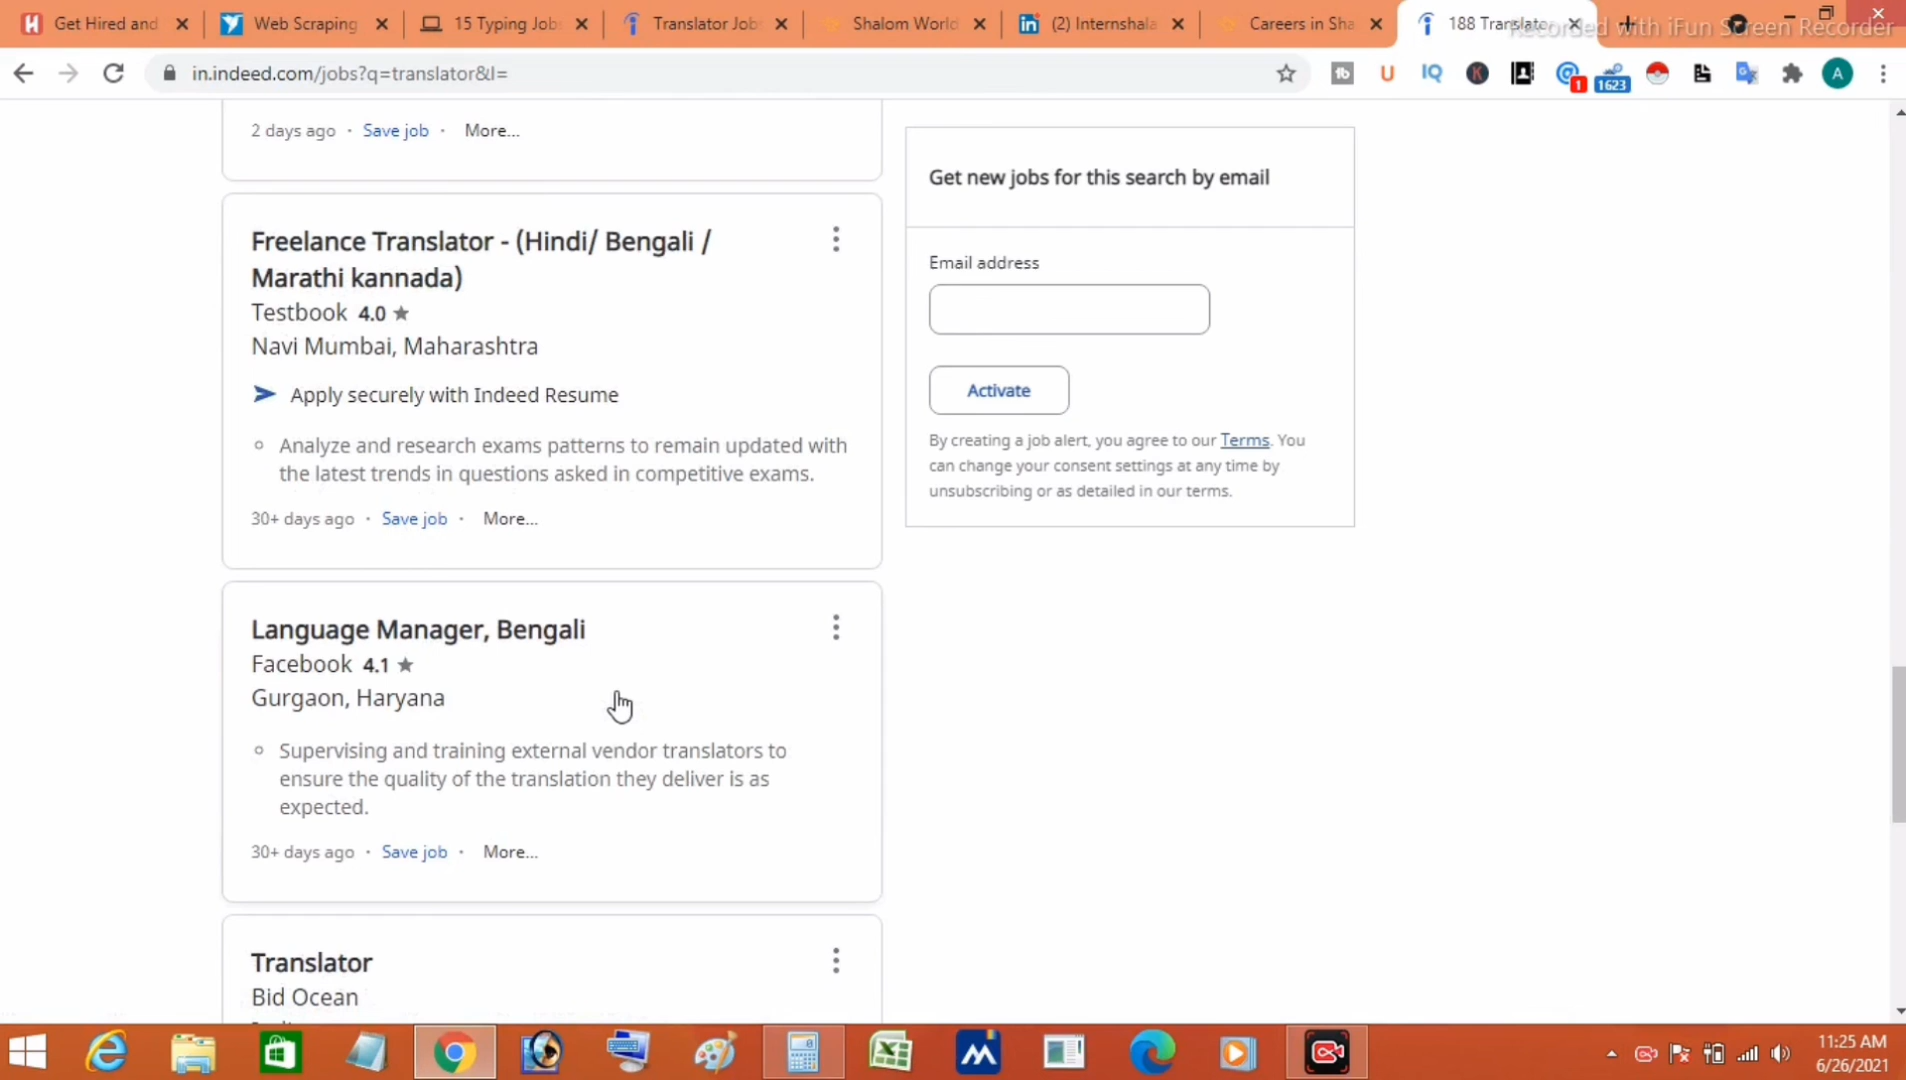 Get Hired and
Web Scraping
15 Typing Jobs
Translator Jobs
Shalom World
(2) Internshala
Careers in Sha
188 Translato
Recorded with iFun Screen Recorder
in.indeed.com/jobs?q=translator&l=
tb
U
IQ
K
1
1623
A
2 days ago · Save job · More...
Get new jobs for this search by email
Freelance Translator - (Hindi/ Bengali /
Marathi kannada)
Testbook 4.0 ★
Navi Mumbai, Maharashtra
Apply securely with Indeed Resume
Analyze and research exams patterns to remain updated with
the latest trends in questions asked in competitive exams.
30+ days ago · Save job · More...
Email address
Activate
By creating a job alert, you agree to our Terms. You
can change your consent settings at any time by
unsubscribing or as detailed in our terms.
Language Manager, Bengali
Facebook 4.1 ★
Gurgaon, Haryana
Supervising and training external vendor translators to
ensure the quality of the translation they deliver is as
expected.
30+ days ago · Save job · More...
Translator
Bid Ocean
11:25 AM
6/26/2021